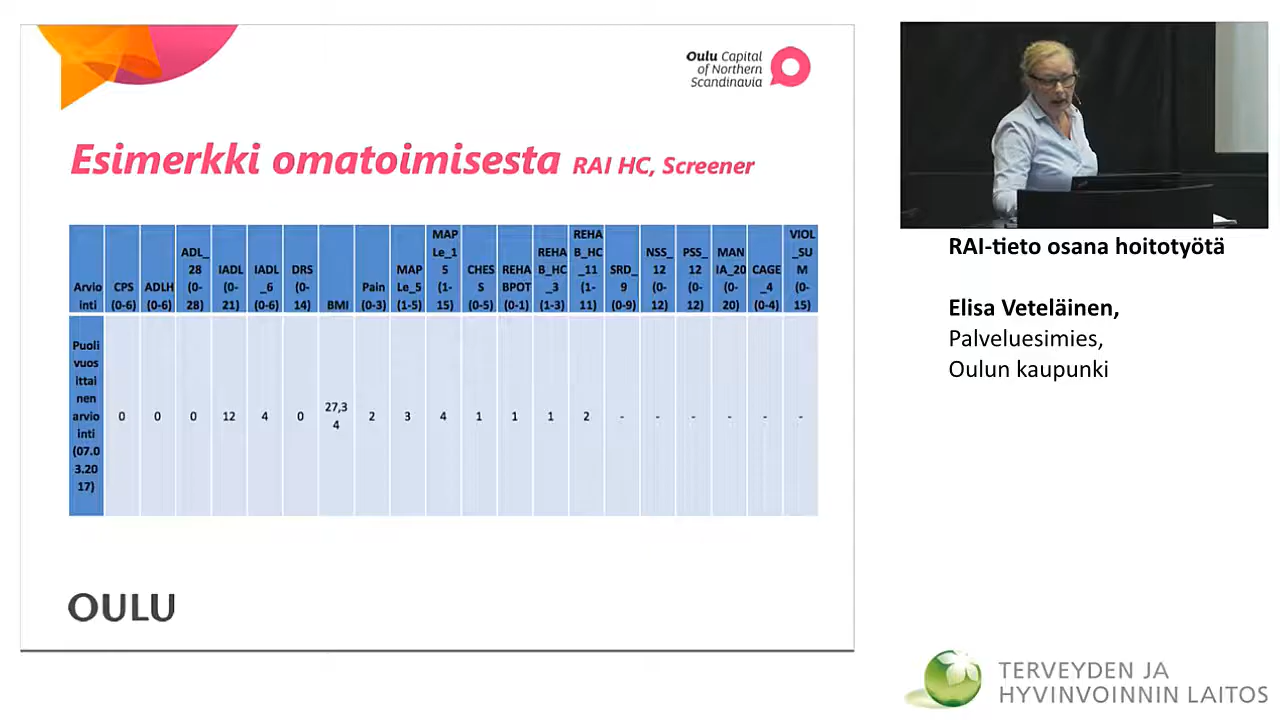 Oulu Capital
of Northern
Scandinavia
Esimerkki omatoimisesta RAI HC, Screener
Arvio
inti
CPS
(0-6)
ADLH
(0-6)
ADL_
28
(0-
28)
IADL
(0-
21)
IADL
_6
(0-6)
DRS
(0-
14)
BMI
Pain
(0-3)
MAP
Le_5
(1-5)
MAP
Le_1
5
(1-
15)
CHES
S
(0-5)
REHA
BPOT
(0-1)
REHA
B_HC
_3
(1-3)
REHA
B_HC
_11
(1-
11)
SRD_
9
(0-9)
NSS_
12
(0-
12)
PSS_
12
(0-
12)
MAN
IA_20
(0-
20)
CAGE
_4
(0-4)
VIOL
_SU
M
(0-
15)
Puoli
vuos
ittai
nen
arvio
inti
(07.0
3.20
17)
0
0
0
12
4
0
27,3
4
2
3
4
1
1
1
2
-
-
-
-
-
-
OULU
RAI-tieto osana hoitotyötä
Elisa Veteläinen,
Palveluesimies,
Oulun kaupunki
TERVEYDEN JA
HYVINVOINNIN LAITOS